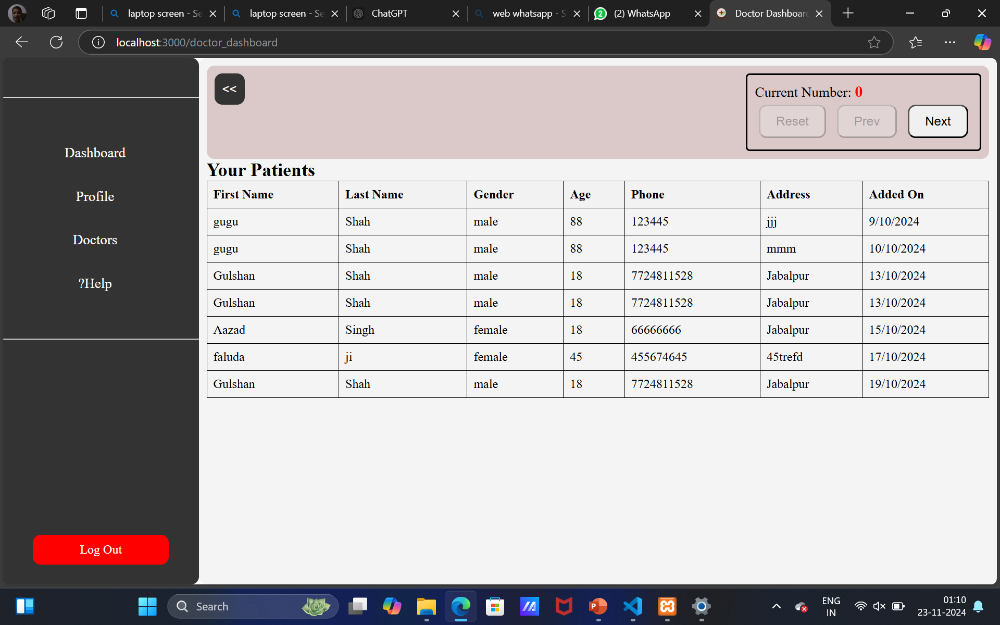 laptop screen - Se
laptop screen - Se
ChatGPT
web whatsapp - S
2
(2) WhatsApp
Doctor Dashboard
localhost:3000/doctor_dashboard
<<
Current Number: 0
Reset Prev Next
Dashboard
Profile
Doctors
?Help
Log Out
Your Patients
First Name Last Name Gender Age Phone Address Added On
gugu Shah male 88 123445 jjj 9/10/2024
gugu Shah male 88 123445 mmm 10/10/2024
Gulshan Shah male 18 7724811528 Jabalpur 13/10/2024
Gulshan Shah male 18 7724811528 Jabalpur 13/10/2024
Aazad Singh female 18 66666666 Jabalpur 15/10/2024
faluda ji female 45 455674645 45trefd 17/10/2024
Gulshan Shah male 18 7724811528 Jabalpur 19/10/2024
Search
P
ENG
IN
01:10
23-11-2024